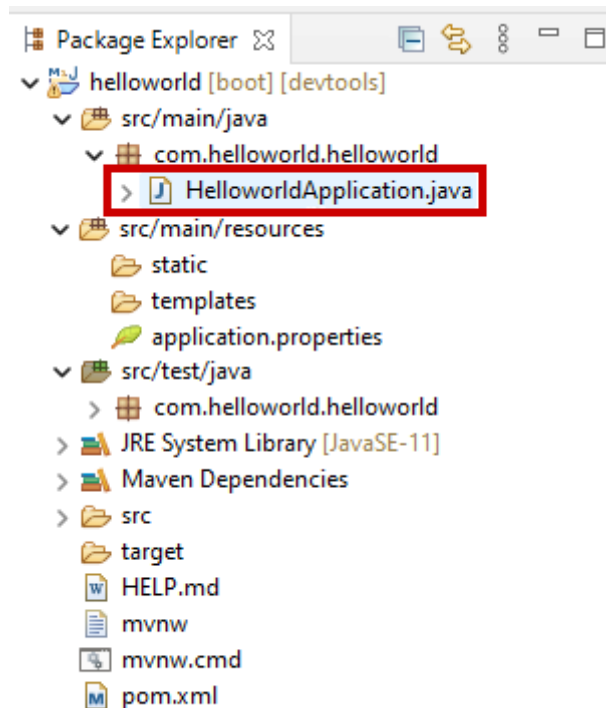 Package Explorer
helloworld [boot] [devtools]
src/main/java
com.helloworld.helloworld
HelloworldApplication.java
src/main/resources
static
templates
application.properties
src/test/java
com.helloworld.helloworld
JRE System Library [JavaSE-11]
Maven Dependencies
src
target
HELP.md
mvnw
mvnw.cmd
pom.xml